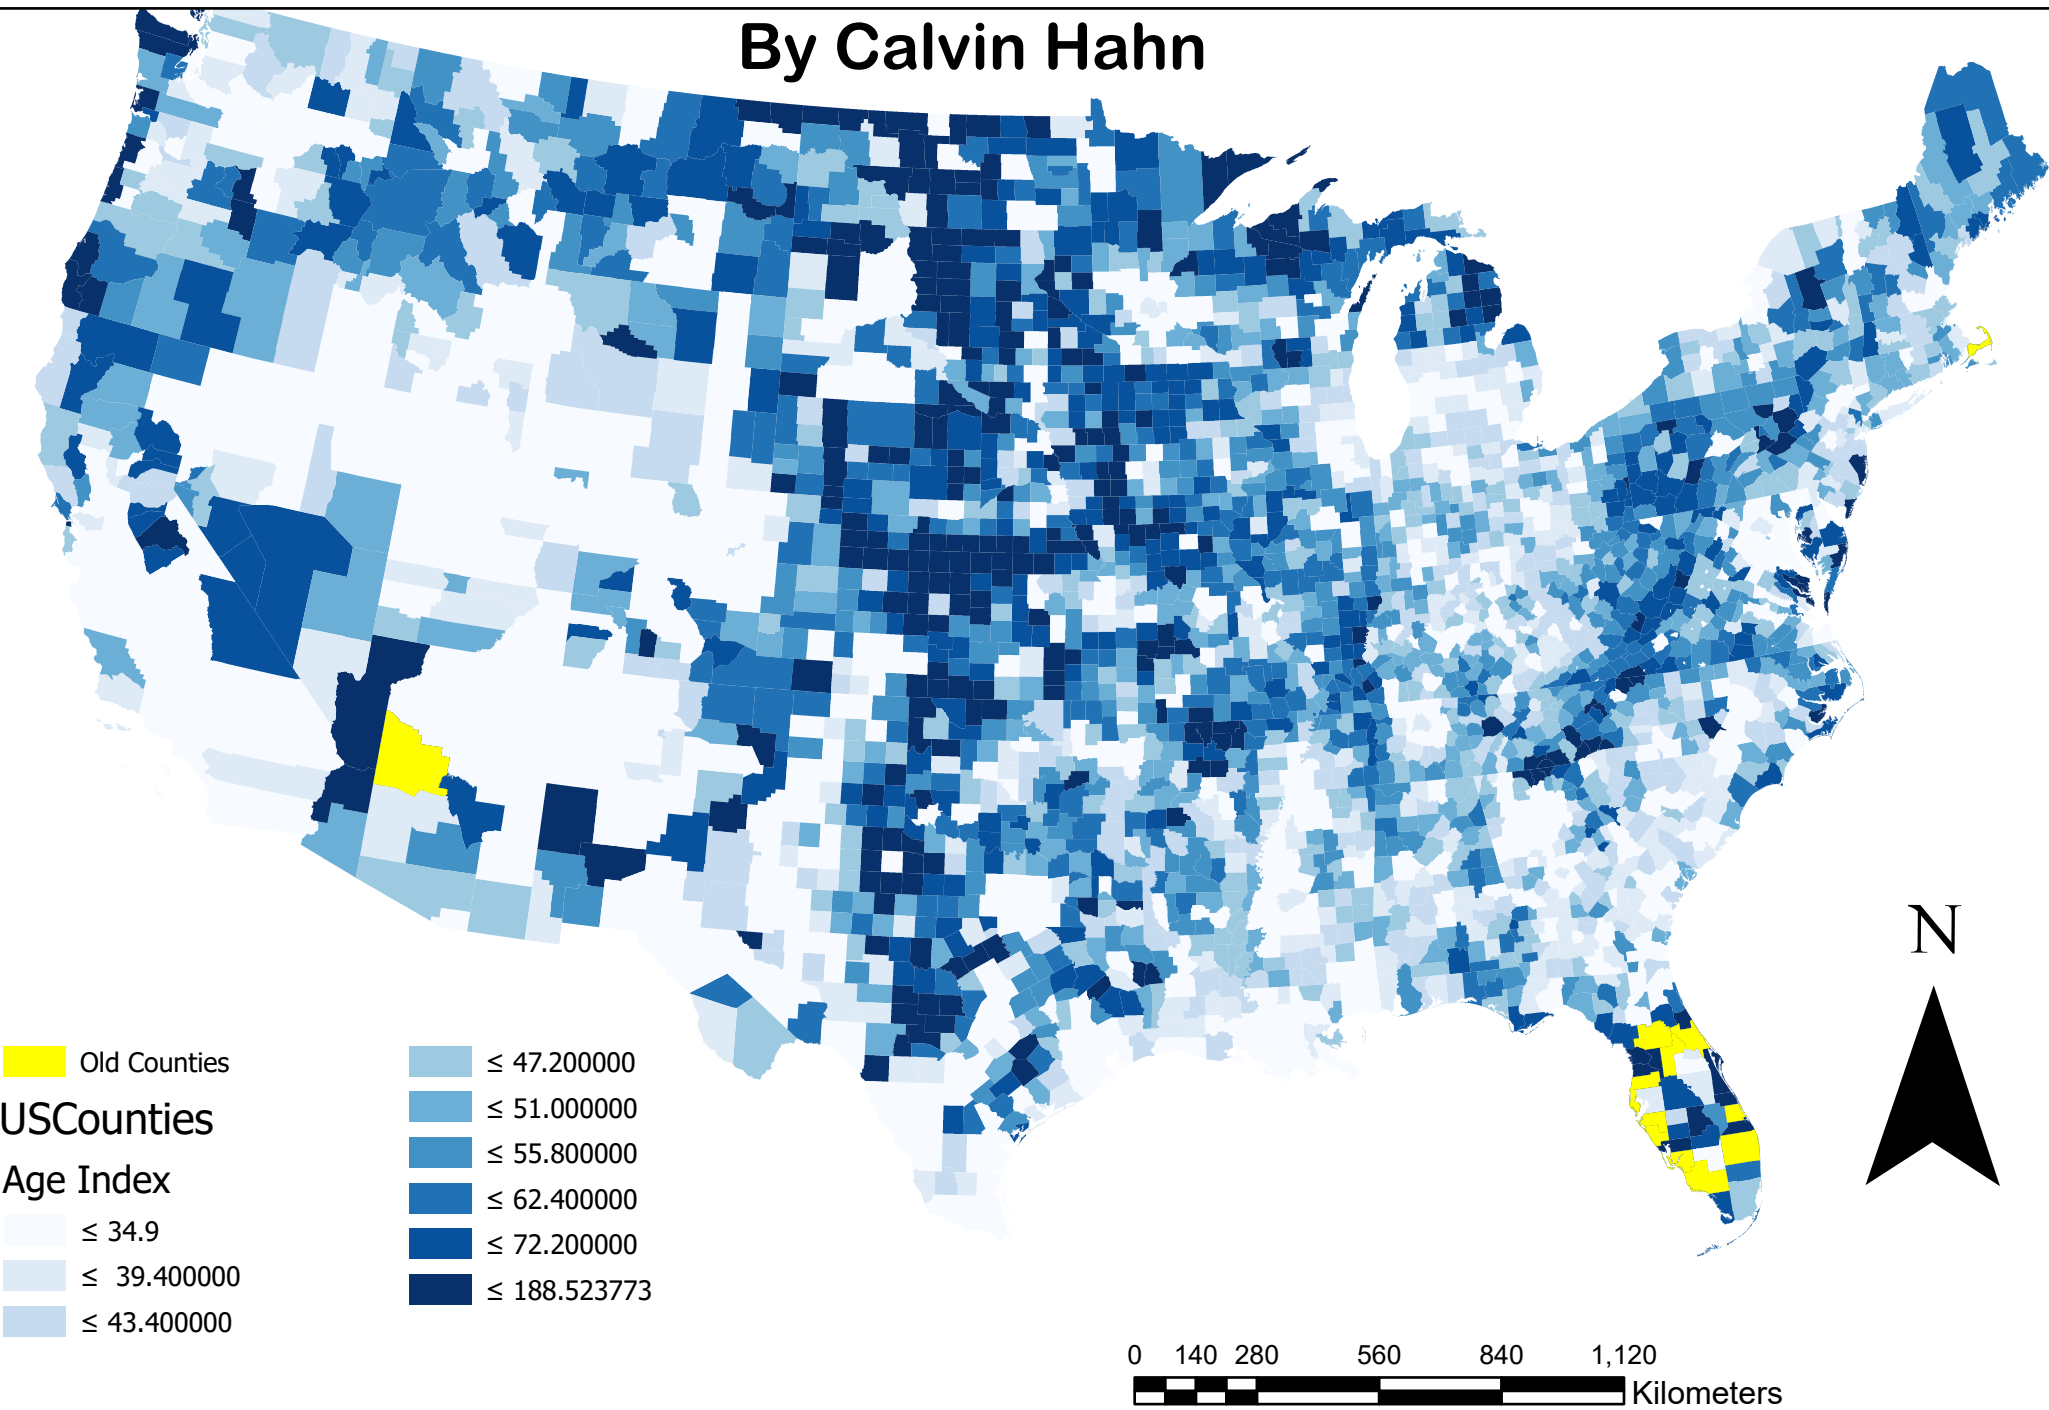 By Calvin Hahn
N
Old Counties
USCounties
Age Index
≤ 34.9
≤ 39.400000
≤ 43.400000
≤ 47.200000
≤ 51.000000
≤ 55.800000
≤ 62.400000
≤ 72.200000
≤ 188.523773
0 140 280 560 840 1,120
Kilometers